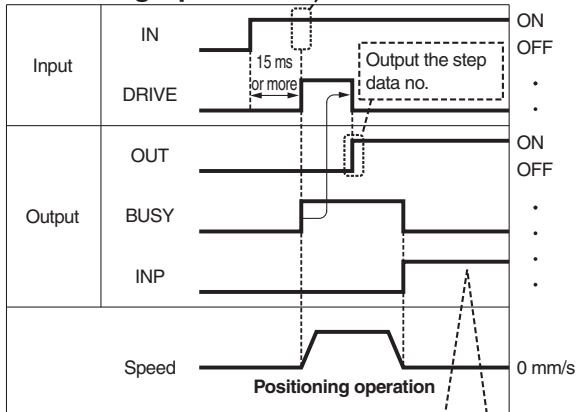 IN
ON
OFF
Input
15 ms
or more
Output the step
data no.
DRIVE
OUT
ON
OFF
Output
BUSY
INP
Speed
0 mm/s
Positioning operation